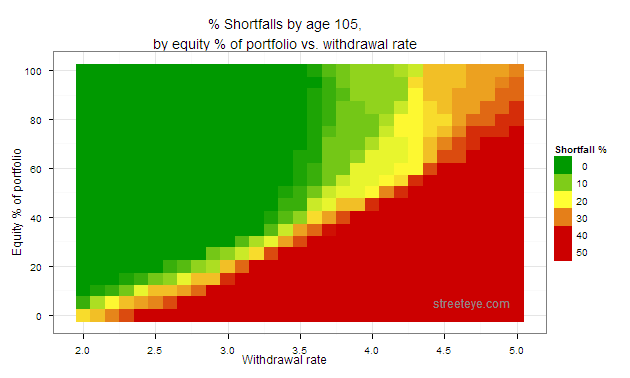 % Shortfalls by age 105,
by equity % of portfolio vs. withdrawal rate
Equity % of portfolio
100
80
60
40
20
0
2.0 2.5 3.0 3.5 4.0 4.5 5.0
Withdrawal rate
streeteye.com
Shortfall %
0
10
20
30
40
50